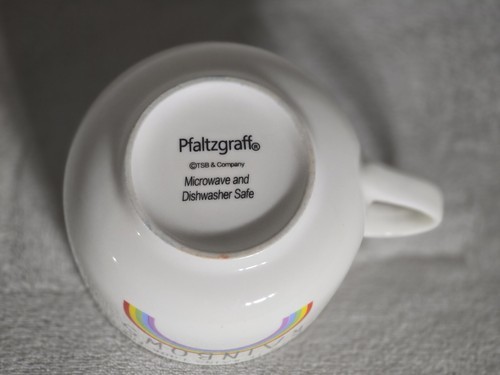 Pfaltzgraff®
©TSB & Company
Microwave and
Dishwasher Safe